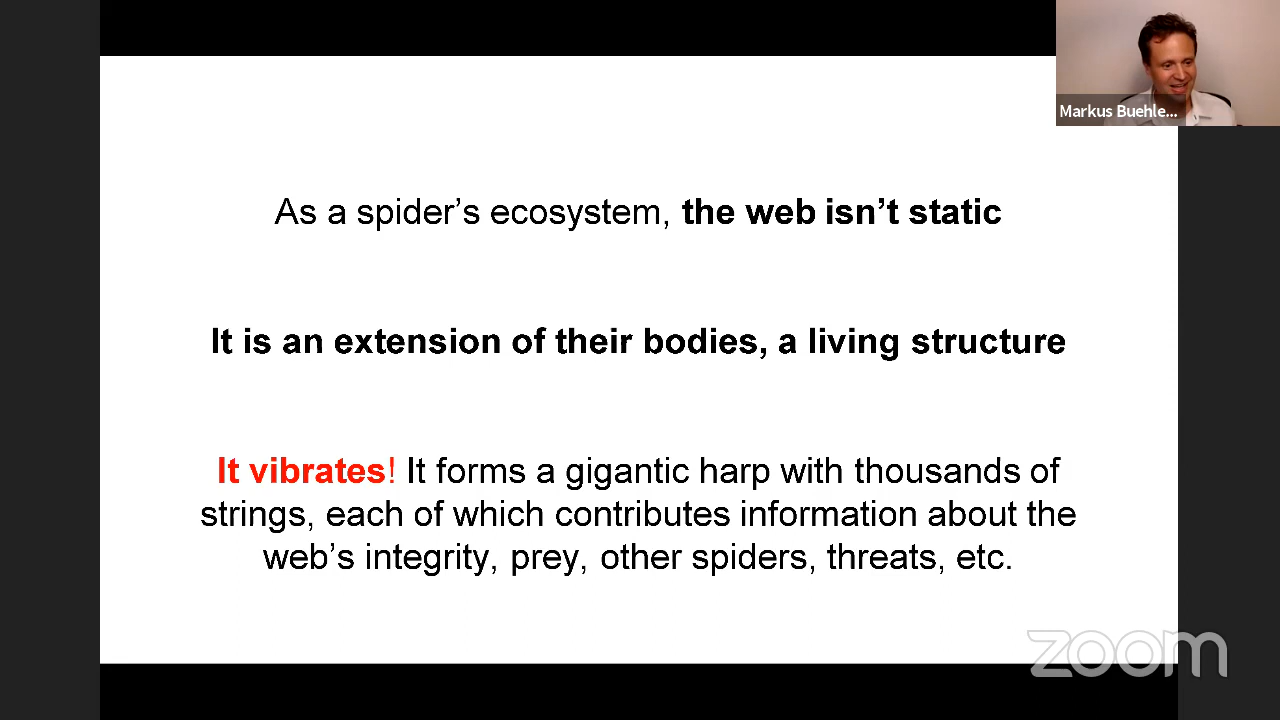 Markus Buehle...
As a spider’s ecosystem, the web isn’t static
It is an extension of their bodies, a living structure
It vibrates! It forms a gigantic harp with thousands of
strings, each of which contributes information about the
web’s integrity, prey, other spiders, threats, etc.
zoom